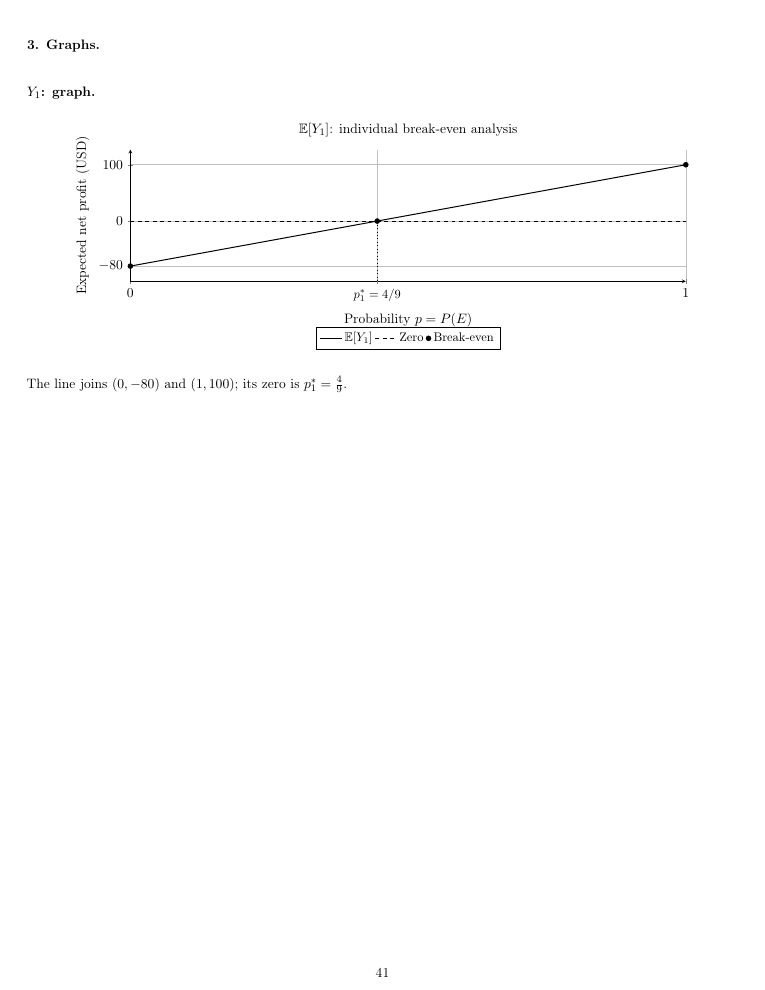 3. Graphs.
Y₁: graph.
𝔼[Y₁]: individual break-even analysis
Expected net profit (USD)
100
0
−80
0 p₁* = 4/9 1
Probability p = P(E)
𝔼[Y₁] Zero Break-even
The line joins (0, −80) and (1, 100); its zero is p₁* = 4/9.
41